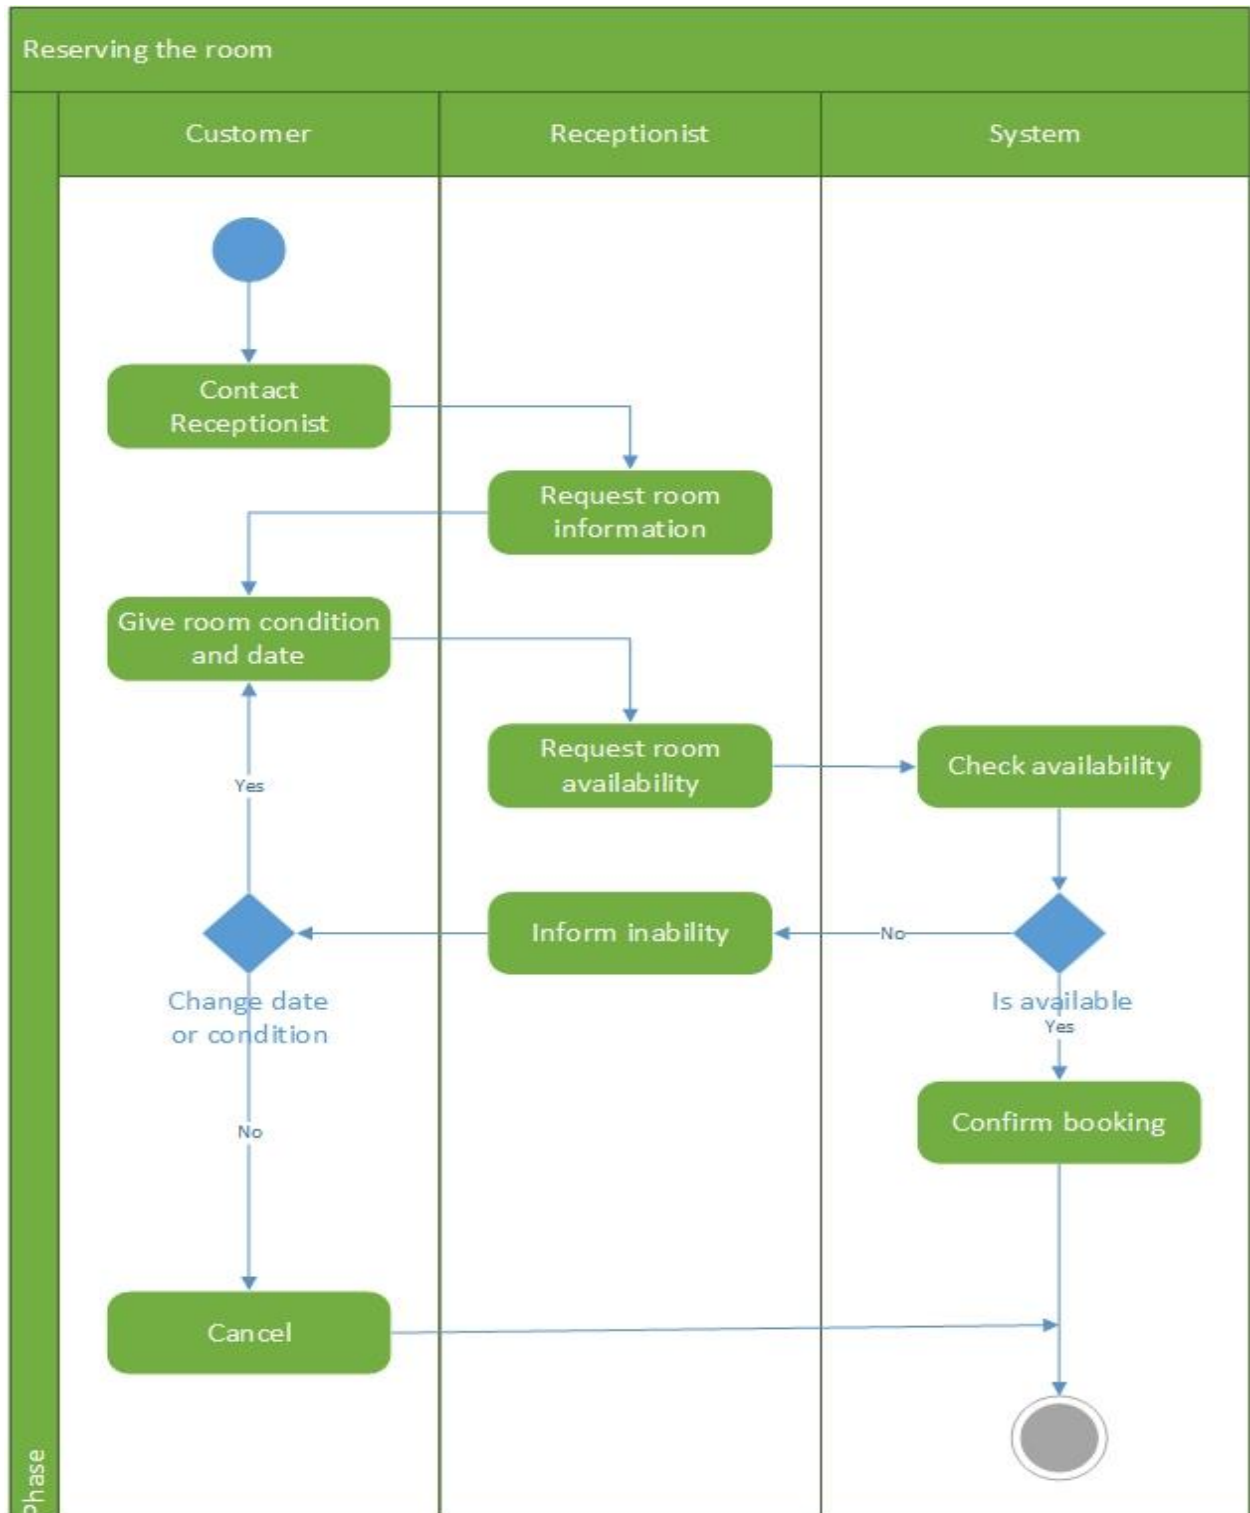 Reserving the room
Customer
Receptionist
System
Contact
Receptionist
Request room
information
Give room condition
and date
Request room
availability
Check availability
Yes
Inform inability
No
Change date
or condition
Is available
Yes
Confirm booking
No
Cancel
Phase